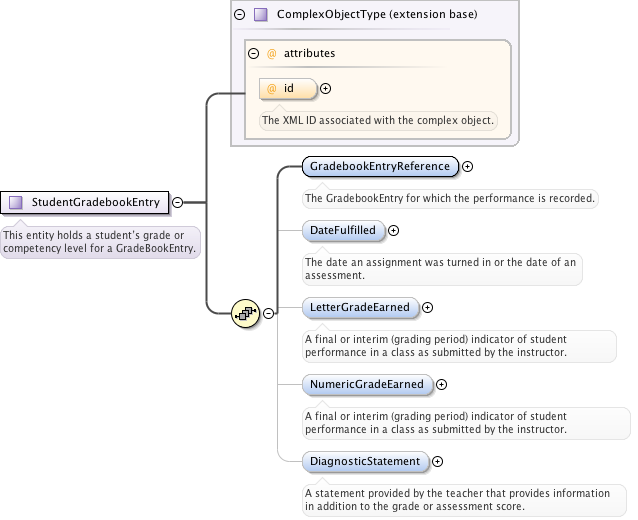 ComplexObjectType (extension base)
@ attributes
@ id
The XML ID associated with the complex object.
StudentGradebookEntry
This entity holds a student's grade or
competency level for a GradeBookEntry.
GradebookEntryReference
The GradebookEntry for which the performance is recorded.
DateFulfilled
The date an assignment was turned in or the date of an
assessment.
LetterGradeEarned
A final or interim (grading period) indicator of student
performance in a class as submitted by the instructor.
NumericGradeEarned
A final or interim (grading period) indicator of student
performance in a class as submitted by the instructor.
DiagnosticStatement
A statement provided by the teacher that provides information
in addition to the grade or assessment score.